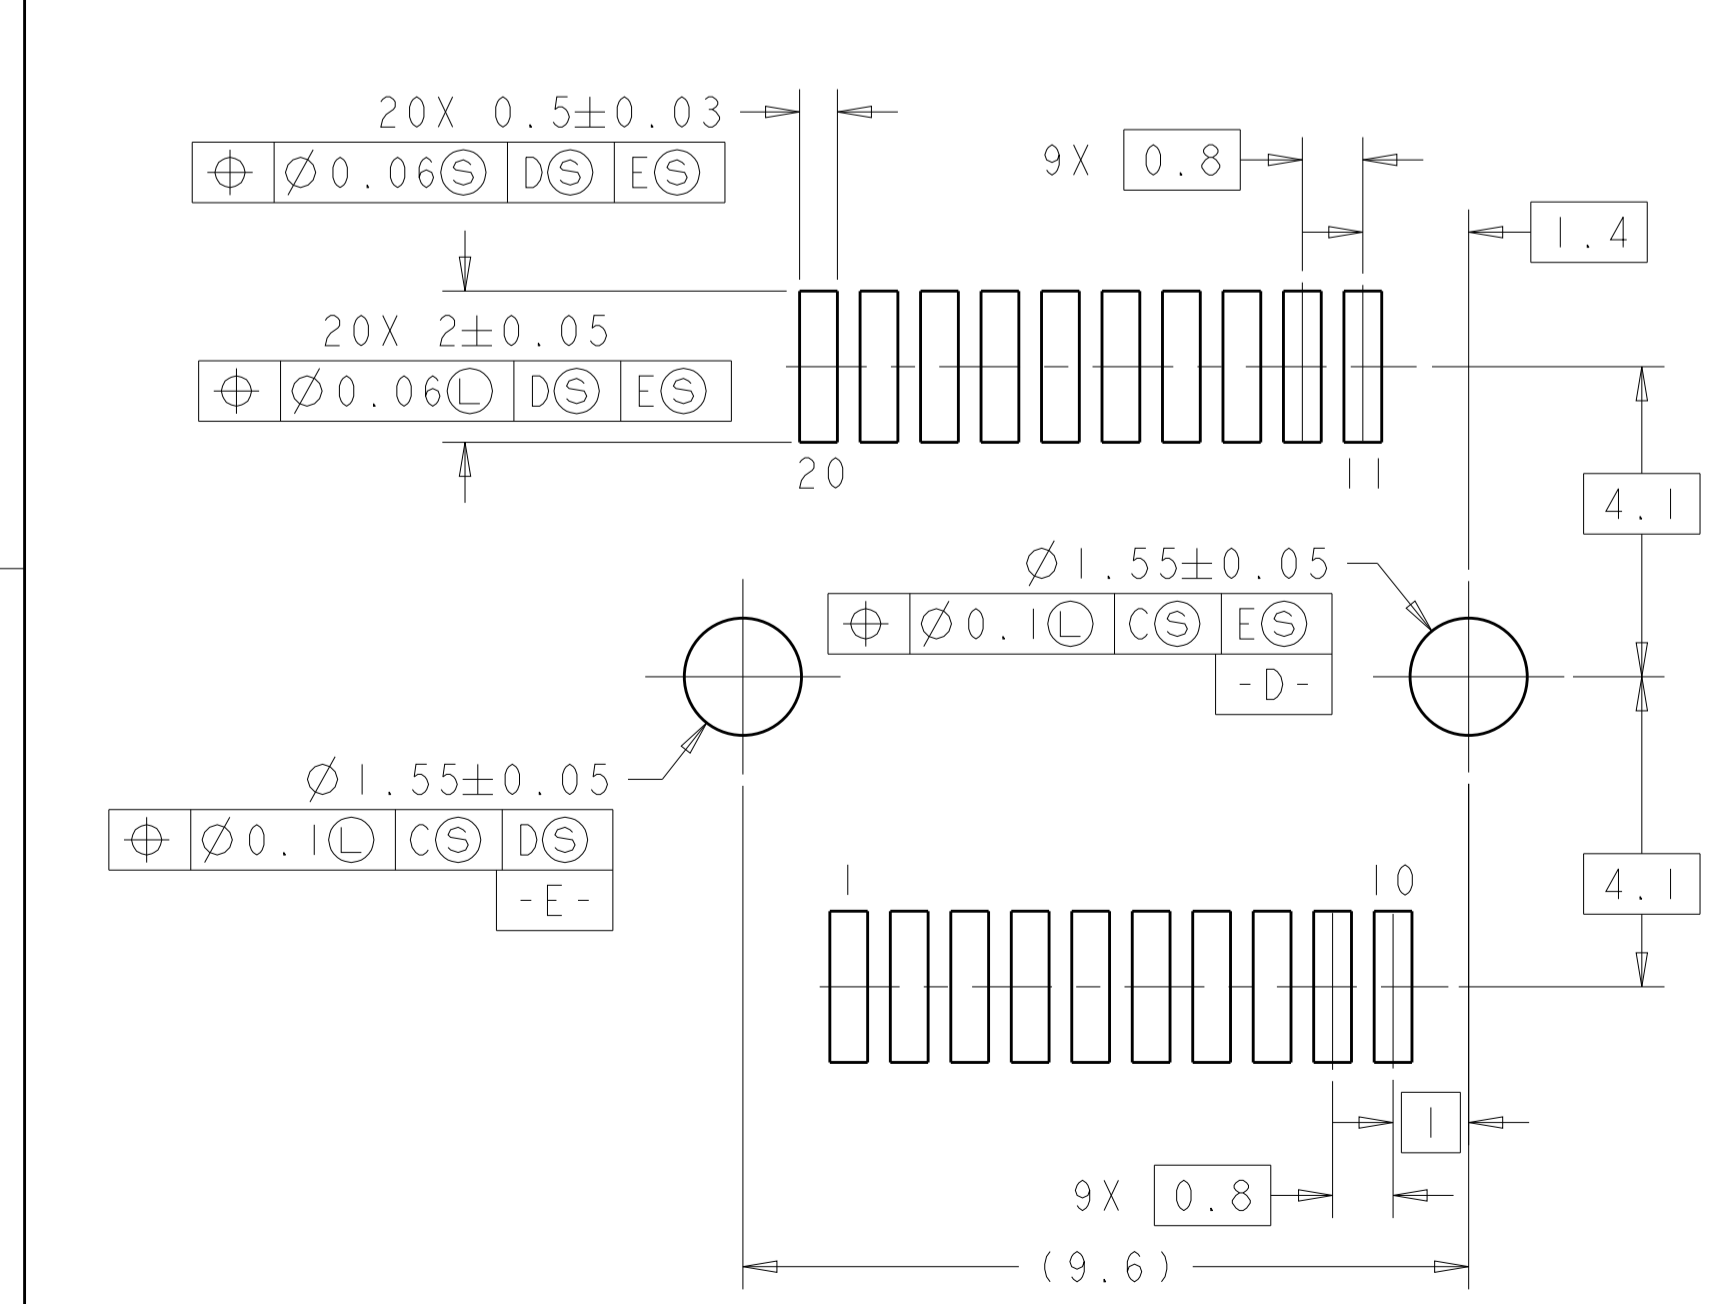 20X 0.5±0.03
⌖ ⌀0.06Ⓢ DⓈ EⓈ
9X 0.8
1.4
20X 2±0.05
⌖ ⌀0.06Ⓛ DⓈ EⓈ
20 11
4.1
⌀1.55±0.05
⌖ ⌀0.1Ⓛ CⓈ EⓈ
-D-
⌀1.55±0.05
⌖ ⌀0.1Ⓛ CⓈ DⓈ
-E-
1 10
4.1
1
9X 0.8
(9.6)